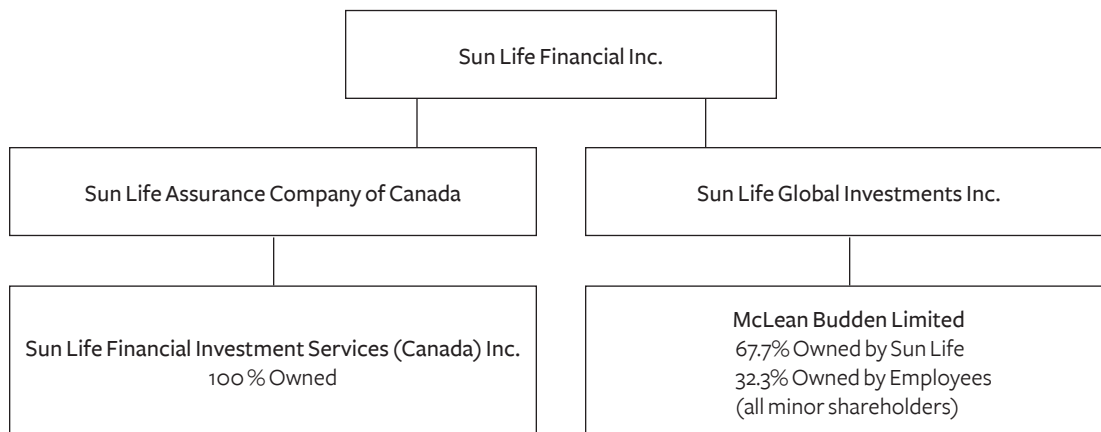 Sun Life Financial Inc.
Sun Life Assurance Company of Canada
Sun Life Global Investments Inc.
Sun Life Financial Investment Services (Canada) Inc.
100% Owned
McLean Budden Limited
67.7% Owned by Sun Life
32.3% Owned by Employees
(all minor shareholders)